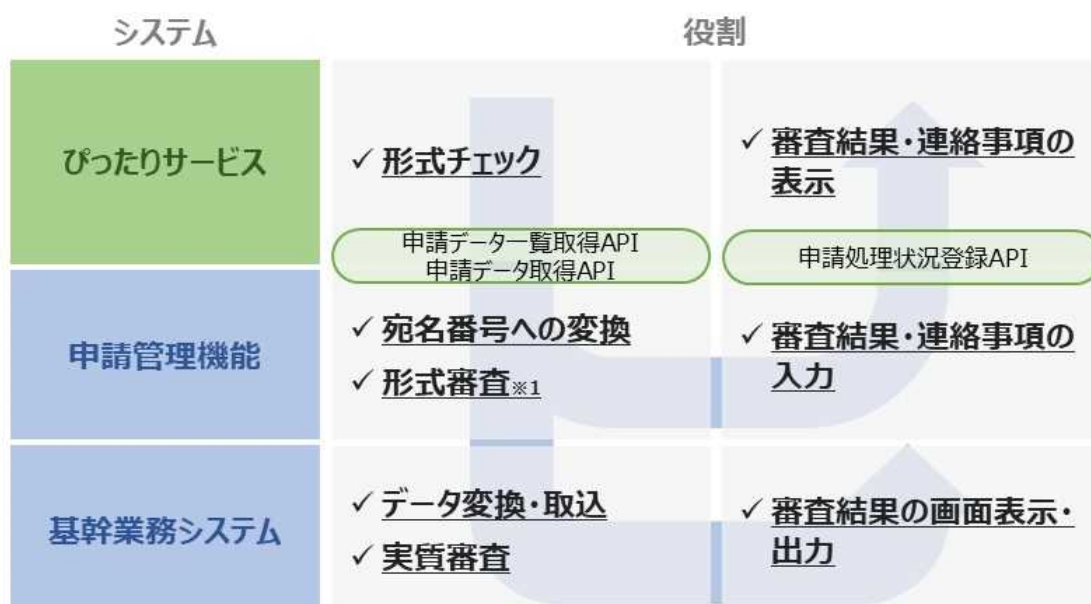 システム
役割
ぴったりサービス
✓ 形式チェック
✓ 審査結果・連絡事項の
表示
申請データ一覧取得API
申請データ取得API
申請処理状況登録API
申請管理機能
✓ 宛名番号への変換
✓ 形式審査※1
✓ 審査結果・連絡事項の
入力
基幹業務システム
✓ データ変換・取込
✓ 実質審査
✓ 審査結果の画面表示・
出力